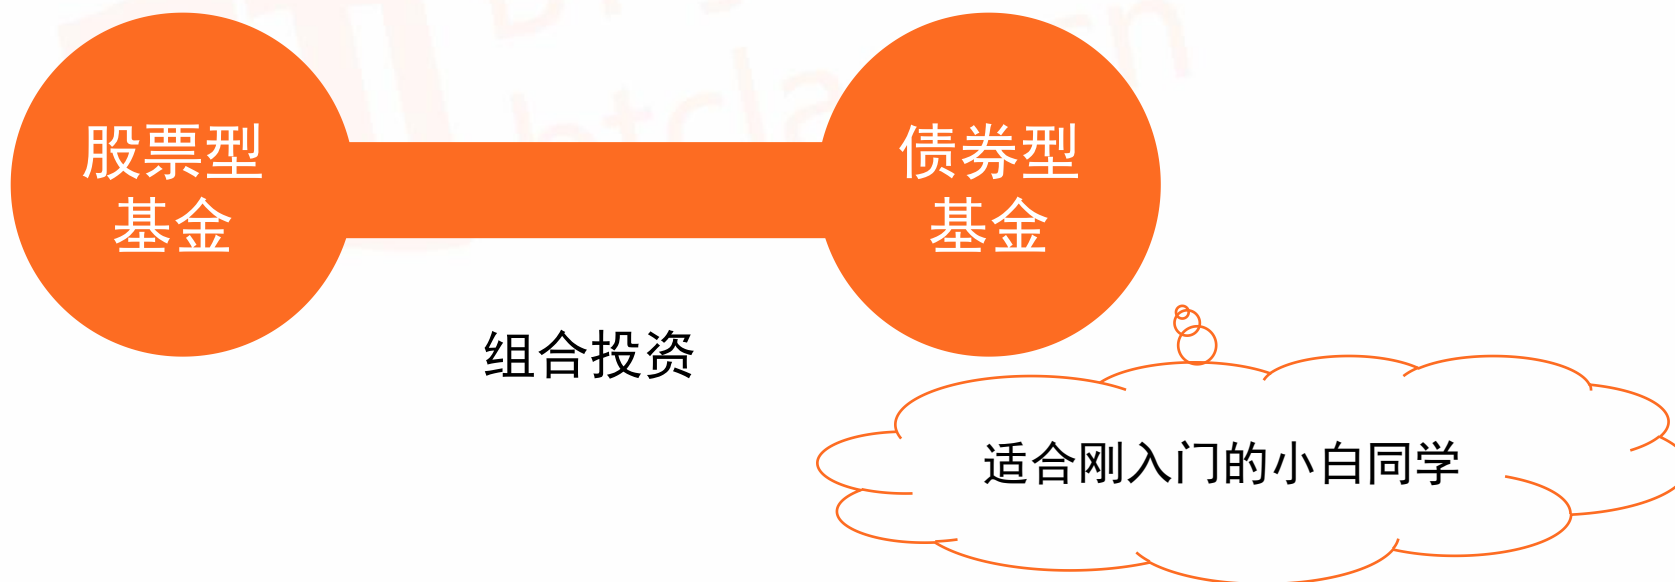 股票型
基金
债券型
基金
组合投资
适合刚入门的小白同学